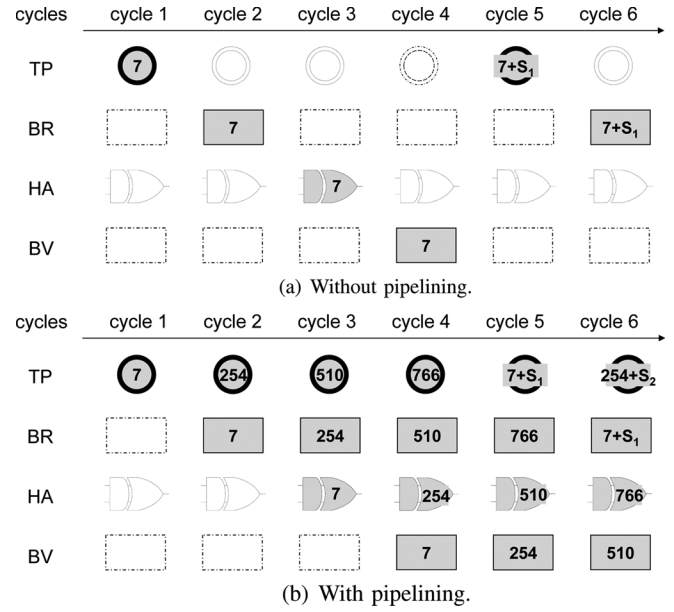 cycles cycle 1 cycle 2 cycle 3 cycle 4 cycle 5 cycle 6
TP 7 7+S₁
BR 7 7+S₁
HA 7
BV 7
(a) Without pipelining.
cycles cycle 1 cycle 2 cycle 3 cycle 4 cycle 5 cycle 6
TP 7 254 510 766 7+S₁ 254+S₂
BR 7 254 510 766 7+S₁
HA 7 254 510 766
BV 7 254 510
(b) With pipelining.